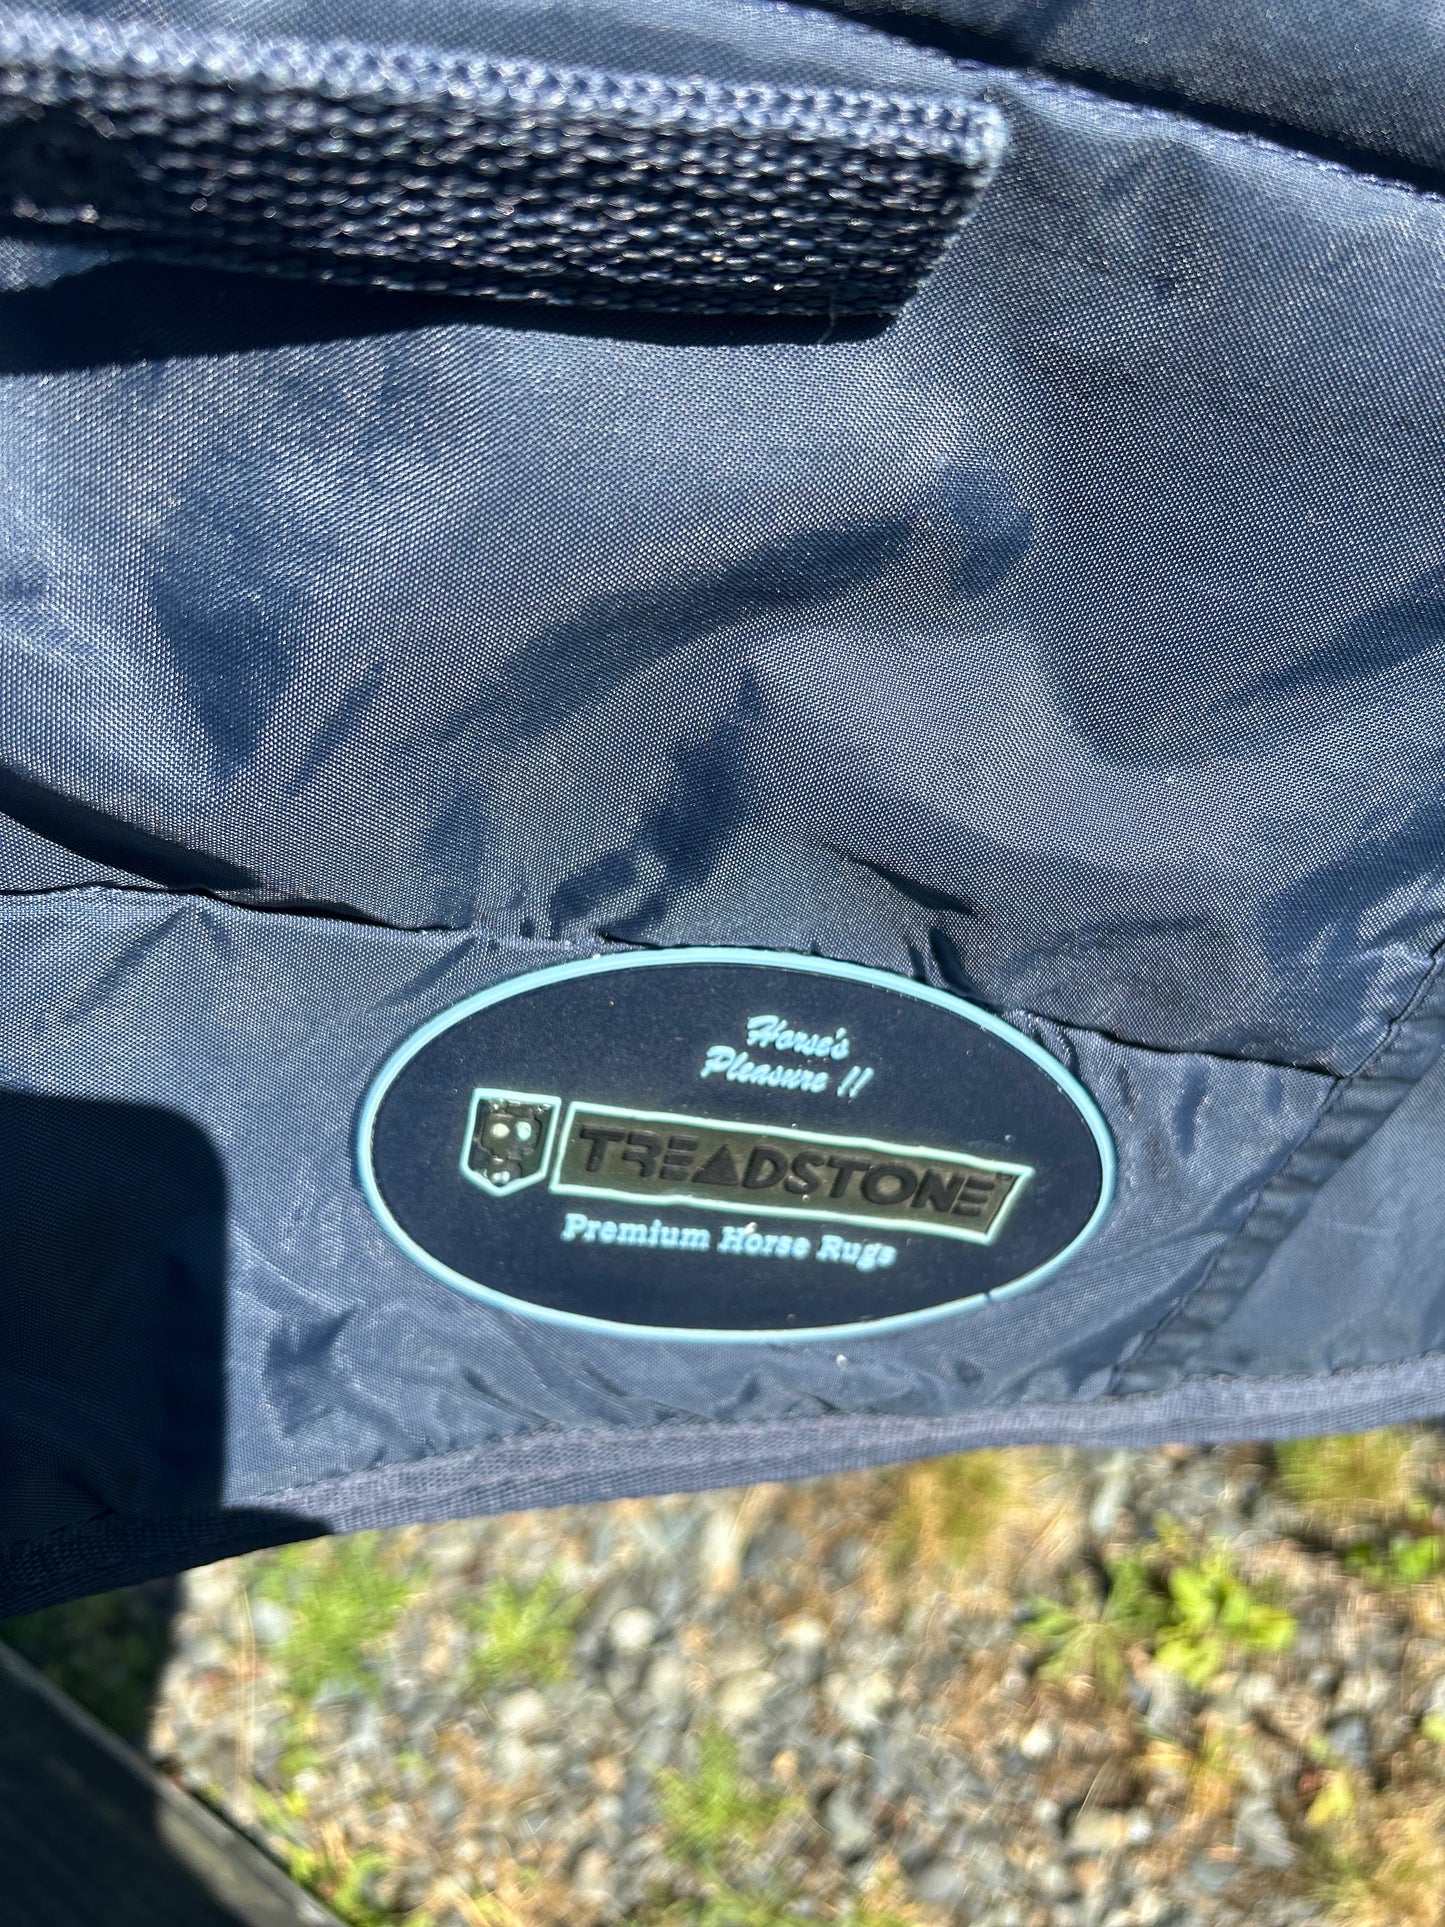 Horse's
Pleasure !!
TREADSTONE
Premium Horse Rugs